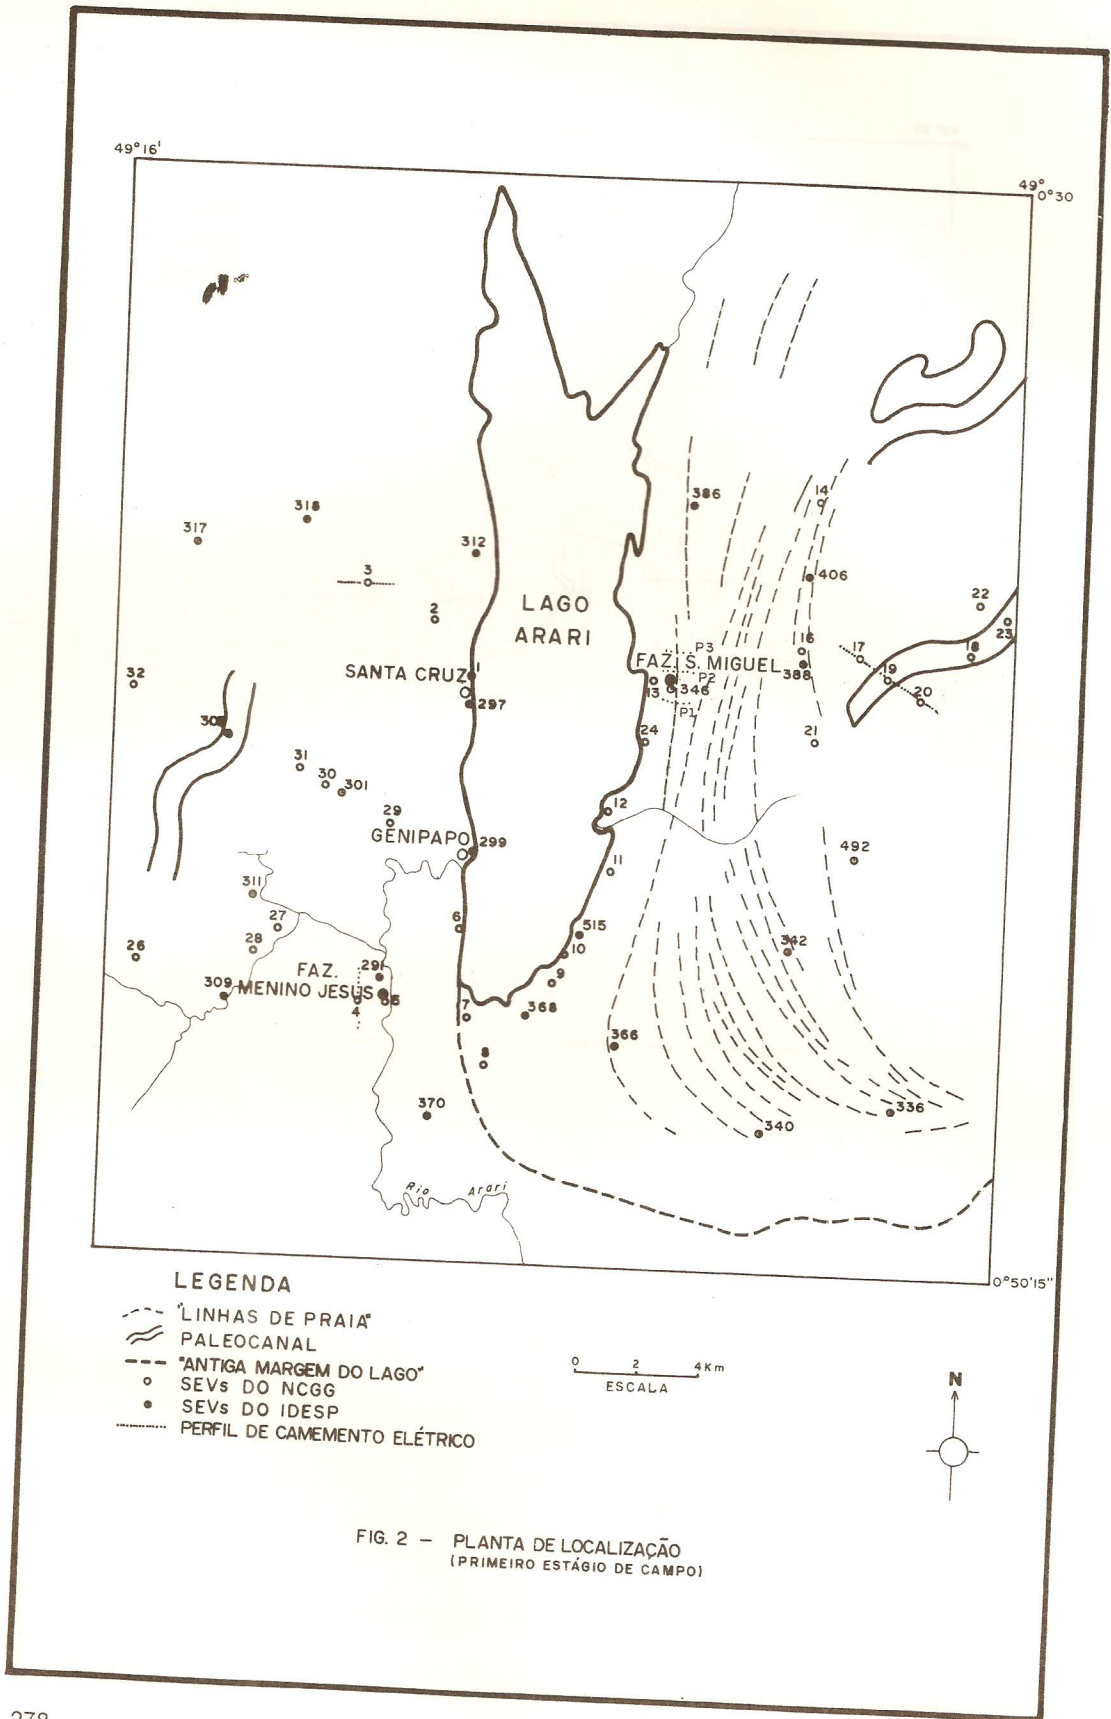 49°16'
49°
0°30
318
386
14
317
312
406
3
22
2
LAGO
ARARI
23
P3
16
17
18
FAZ. S. MIGUEL
SANTA CRUZ
1
32
P2
388
19
13
346
20
297
P1
24
21
31
30
301
12
29
GENIPAPO
299
492
11
311
27
6
515
342
28
10
26
FAZ.
291
9
309
MENINO JESUS
4
7
368
366
8
370
340
336
Rio Arari
0°50'15"
LEGENDA
"LINHAS DE PRAIA"
PALEOCANAL
"ANTIGA MARGEM DO LAGO"
SEVs DO NCGG
SEVs DO IDESP
PERFIL DE CAMEMENTO ELÉTRICO
0 2 4Km
ESCALA
N
FIG. 2 – PLANTA DE LOCALIZAÇÃO
(PRIMEIRO ESTÁGIO DE CAMPO)